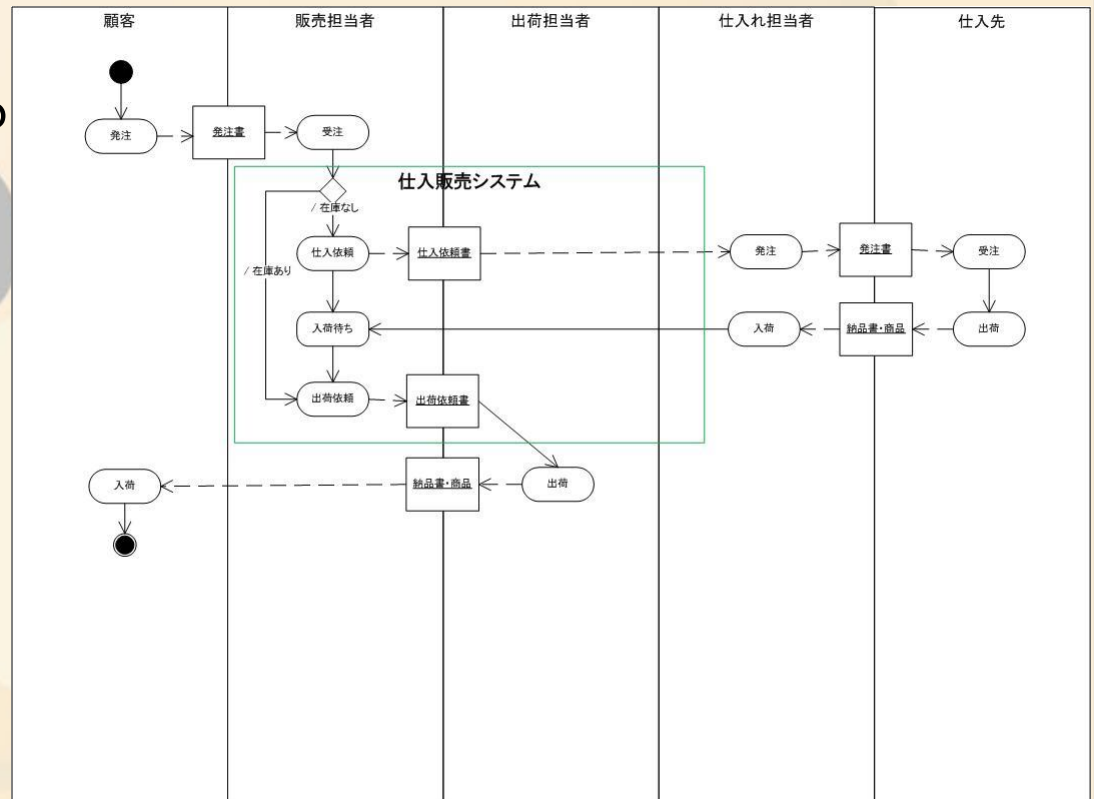 顧客
販売担当者
出荷担当者
仕入れ担当者
仕入先
発注
発注書
受注
仕入販売システム
/ 在庫なし
仕入依頼
仕入依頼書
発注
発注書
受注
/ 在庫あり
入荷待ち
入荷
納品書・商品
出荷
出荷依頼
出荷依頼書
入荷
納品書・商品
出荷